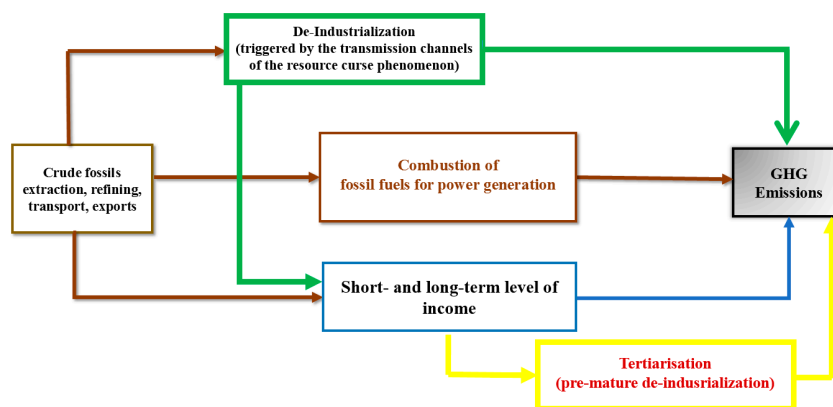 De-Industrialization
(triggered by the transmission channels
of the resource curse phenomenon)
Crude fossils
extraction, refining,
transport, exports
Combustion of
fossil fuels for power generation
GHG
Emissions
Short- and long-term level of
income
Tertiarisation
(pre-mature de-indusrialization)